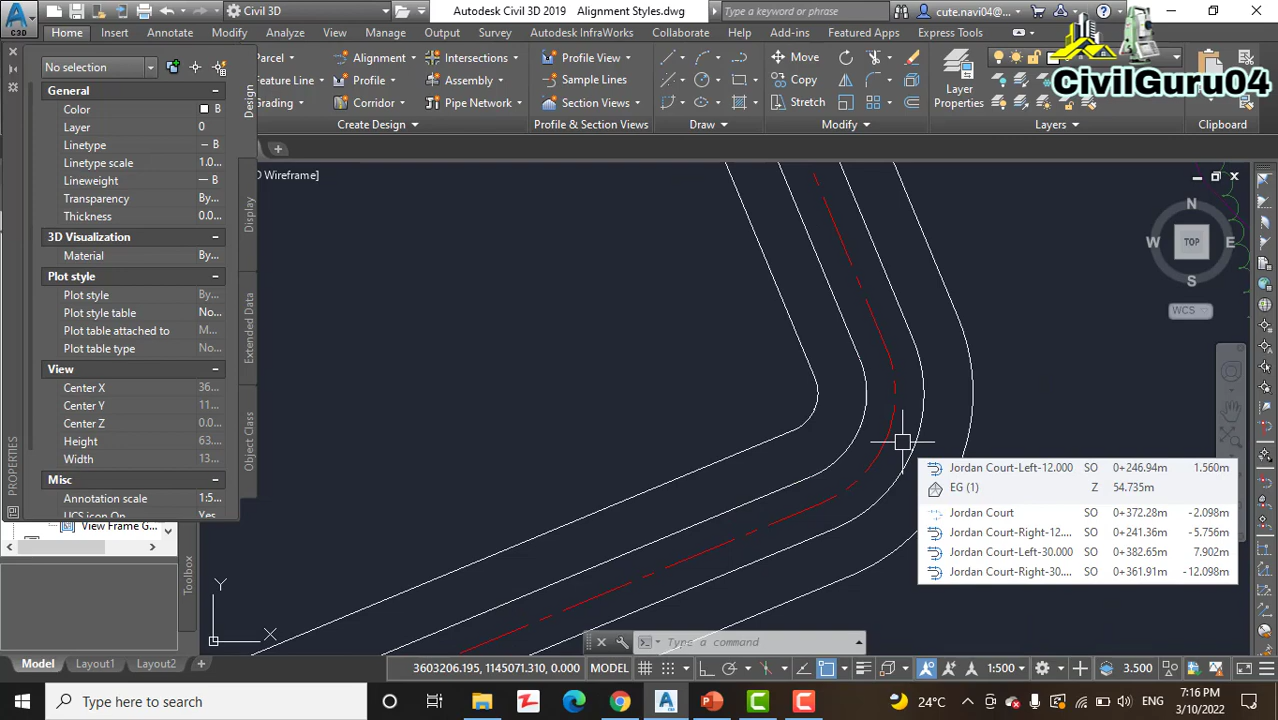 Civil 3D
Autodesk Civil 3D 2019 Alignment Styles.dwg
Type a keyword or phrase
cute.navi04@...
C3D
Home Insert Annotate Modify Analyze View Manage Output Survey Autodesk InfraWorks Collaborate Help Add-ins Featured Apps Express Tools
CivilGuru04
No selection
Parcel Alignment Intersections
Feature Line Profile Assembly
Grading Corridor Pipe Network
Create Design
Profile View
Sample Lines
Section Views
Profile & Section Views
Draw
Move
Copy
Stretch
Modify
Layer
Properties
Layers
Paste
Clipboard
General
Color B
Layer 0
Linetype B
Linetype scale 1.0...
Lineweight B
Transparency By...
Thickness 0.0...
3D Visualization
Material By...
Plot style
Plot style By...
Plot style table No...
Plot table attached to M...
Plot table type No...
View
Center X 36...
Center Y 11...
Center Z 0.0...
Height 63...
Width 13...
Misc
Annotation scale 1:5...
UCS icon On Yes
Design
Display
Extended Data
Object Class
PROPERTIES
View Frame G...
Toolbox
D Wireframe]
N
W TOP E
S
WCS
Jordan Court-Left-12.000 SO 0+246.94m 1.560m
EG (1) Z 54.735m
Jordan Court SO 0+372.28m -2.098m
Jordan Court-Right-12.... SO 0+241.36m -5.756m
Jordan Court-Left-30.000 SO 0+382.65m 7.902m
Jordan Court-Right-30.... SO 0+361.91m -12.098m
Y
X
Type a command
Model Layout1 Layout2 +
3603206.195, 1145071.310, 0.000 MODEL 1:500 3.500
Type here to search
24°C
ENG
7:16 PM
3/10/2022